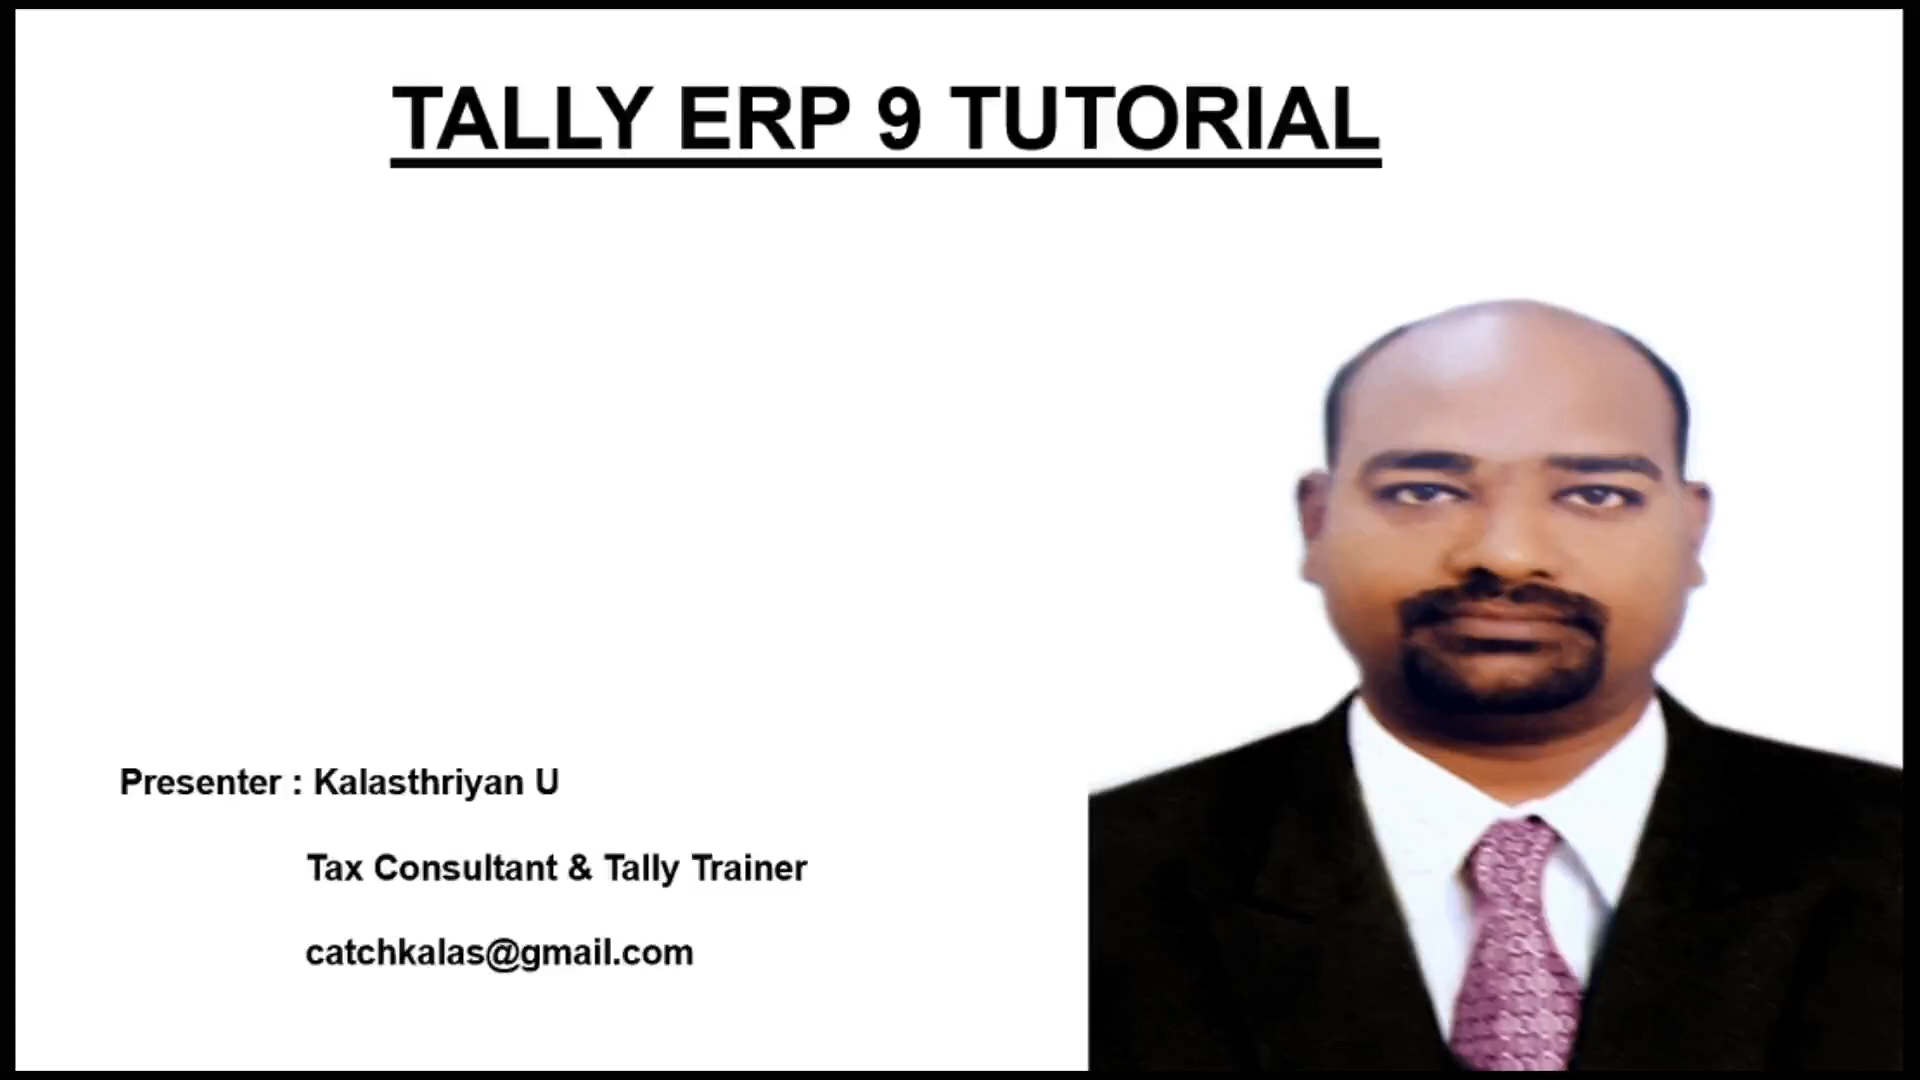 TALLY ERP 9 TUTORIAL
Presenter : Kalasthriyan U
Tax Consultant & Tally Trainer
catchkalas@gmail.com